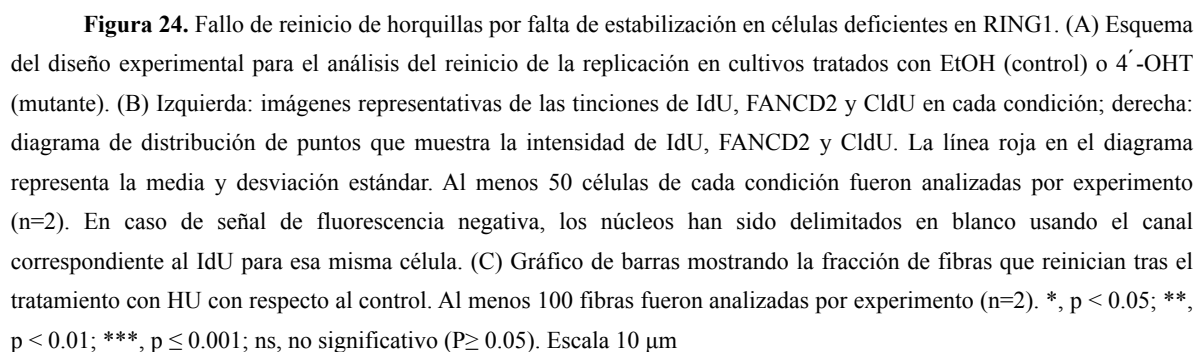 Figura 24. Fallo de reinicio de horquillas por falta de estabilización en células deficientes en RING1. (A) Esquema
del diseño experimental para el análisis del reinicio de la replicación en cultivos tratados con EtOH (control) o 4´-OHT
(mutante). (B) Izquierda: imágenes representativas de las tinciones de IdU, FANCD2 y CldU en cada condición; derecha:
diagrama de distribución de puntos que muestra la intensidad de IdU, FANCD2 y CldU. La línea roja en el diagrama
representa la media y desviación estándar. Al menos 50 células de cada condición fueron analizadas por experimento
(n=2). En caso de señal de fluorescencia negativa, los núcleos han sido delimitados en blanco usando el canal
correspondiente al IdU para esa misma célula. (C) Gráfico de barras mostrando la fracción de fibras que reinician tras el
tratamiento con HU con respecto al control. Al menos 100 fibras fueron analizadas por experimento (n=2). *, p < 0.05; **,
p < 0.01; ***, p ≤ 0.001; ns, no significativo (P≥ 0.05). Escala 10 μm